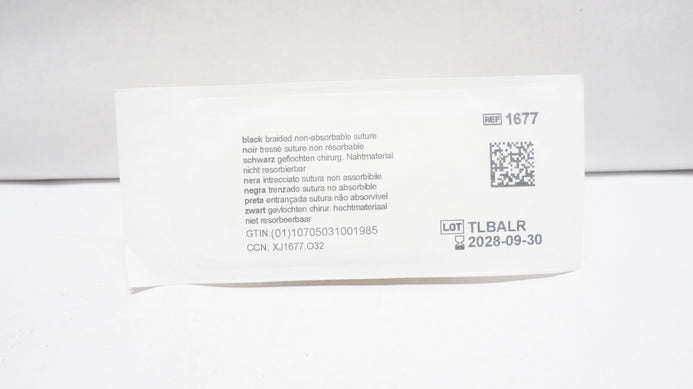 REF 1677
black braided non-absorbable suture
noir tressé suture non résorbable
schwarz geflochten chirurg. Nahtmaterial
nicht resorbierbar
nera intrecciato sutura non assorbibile
negra trenzado sutura no absorbible
preta entrançada sutura não absorvível
zwart gevlochten chirur. hechtmateriaal
niet resorbeerbaar
GTIN:(01)10705031001985
CCN: XJ1677.O32
LOT TLBALR
2028-09-30